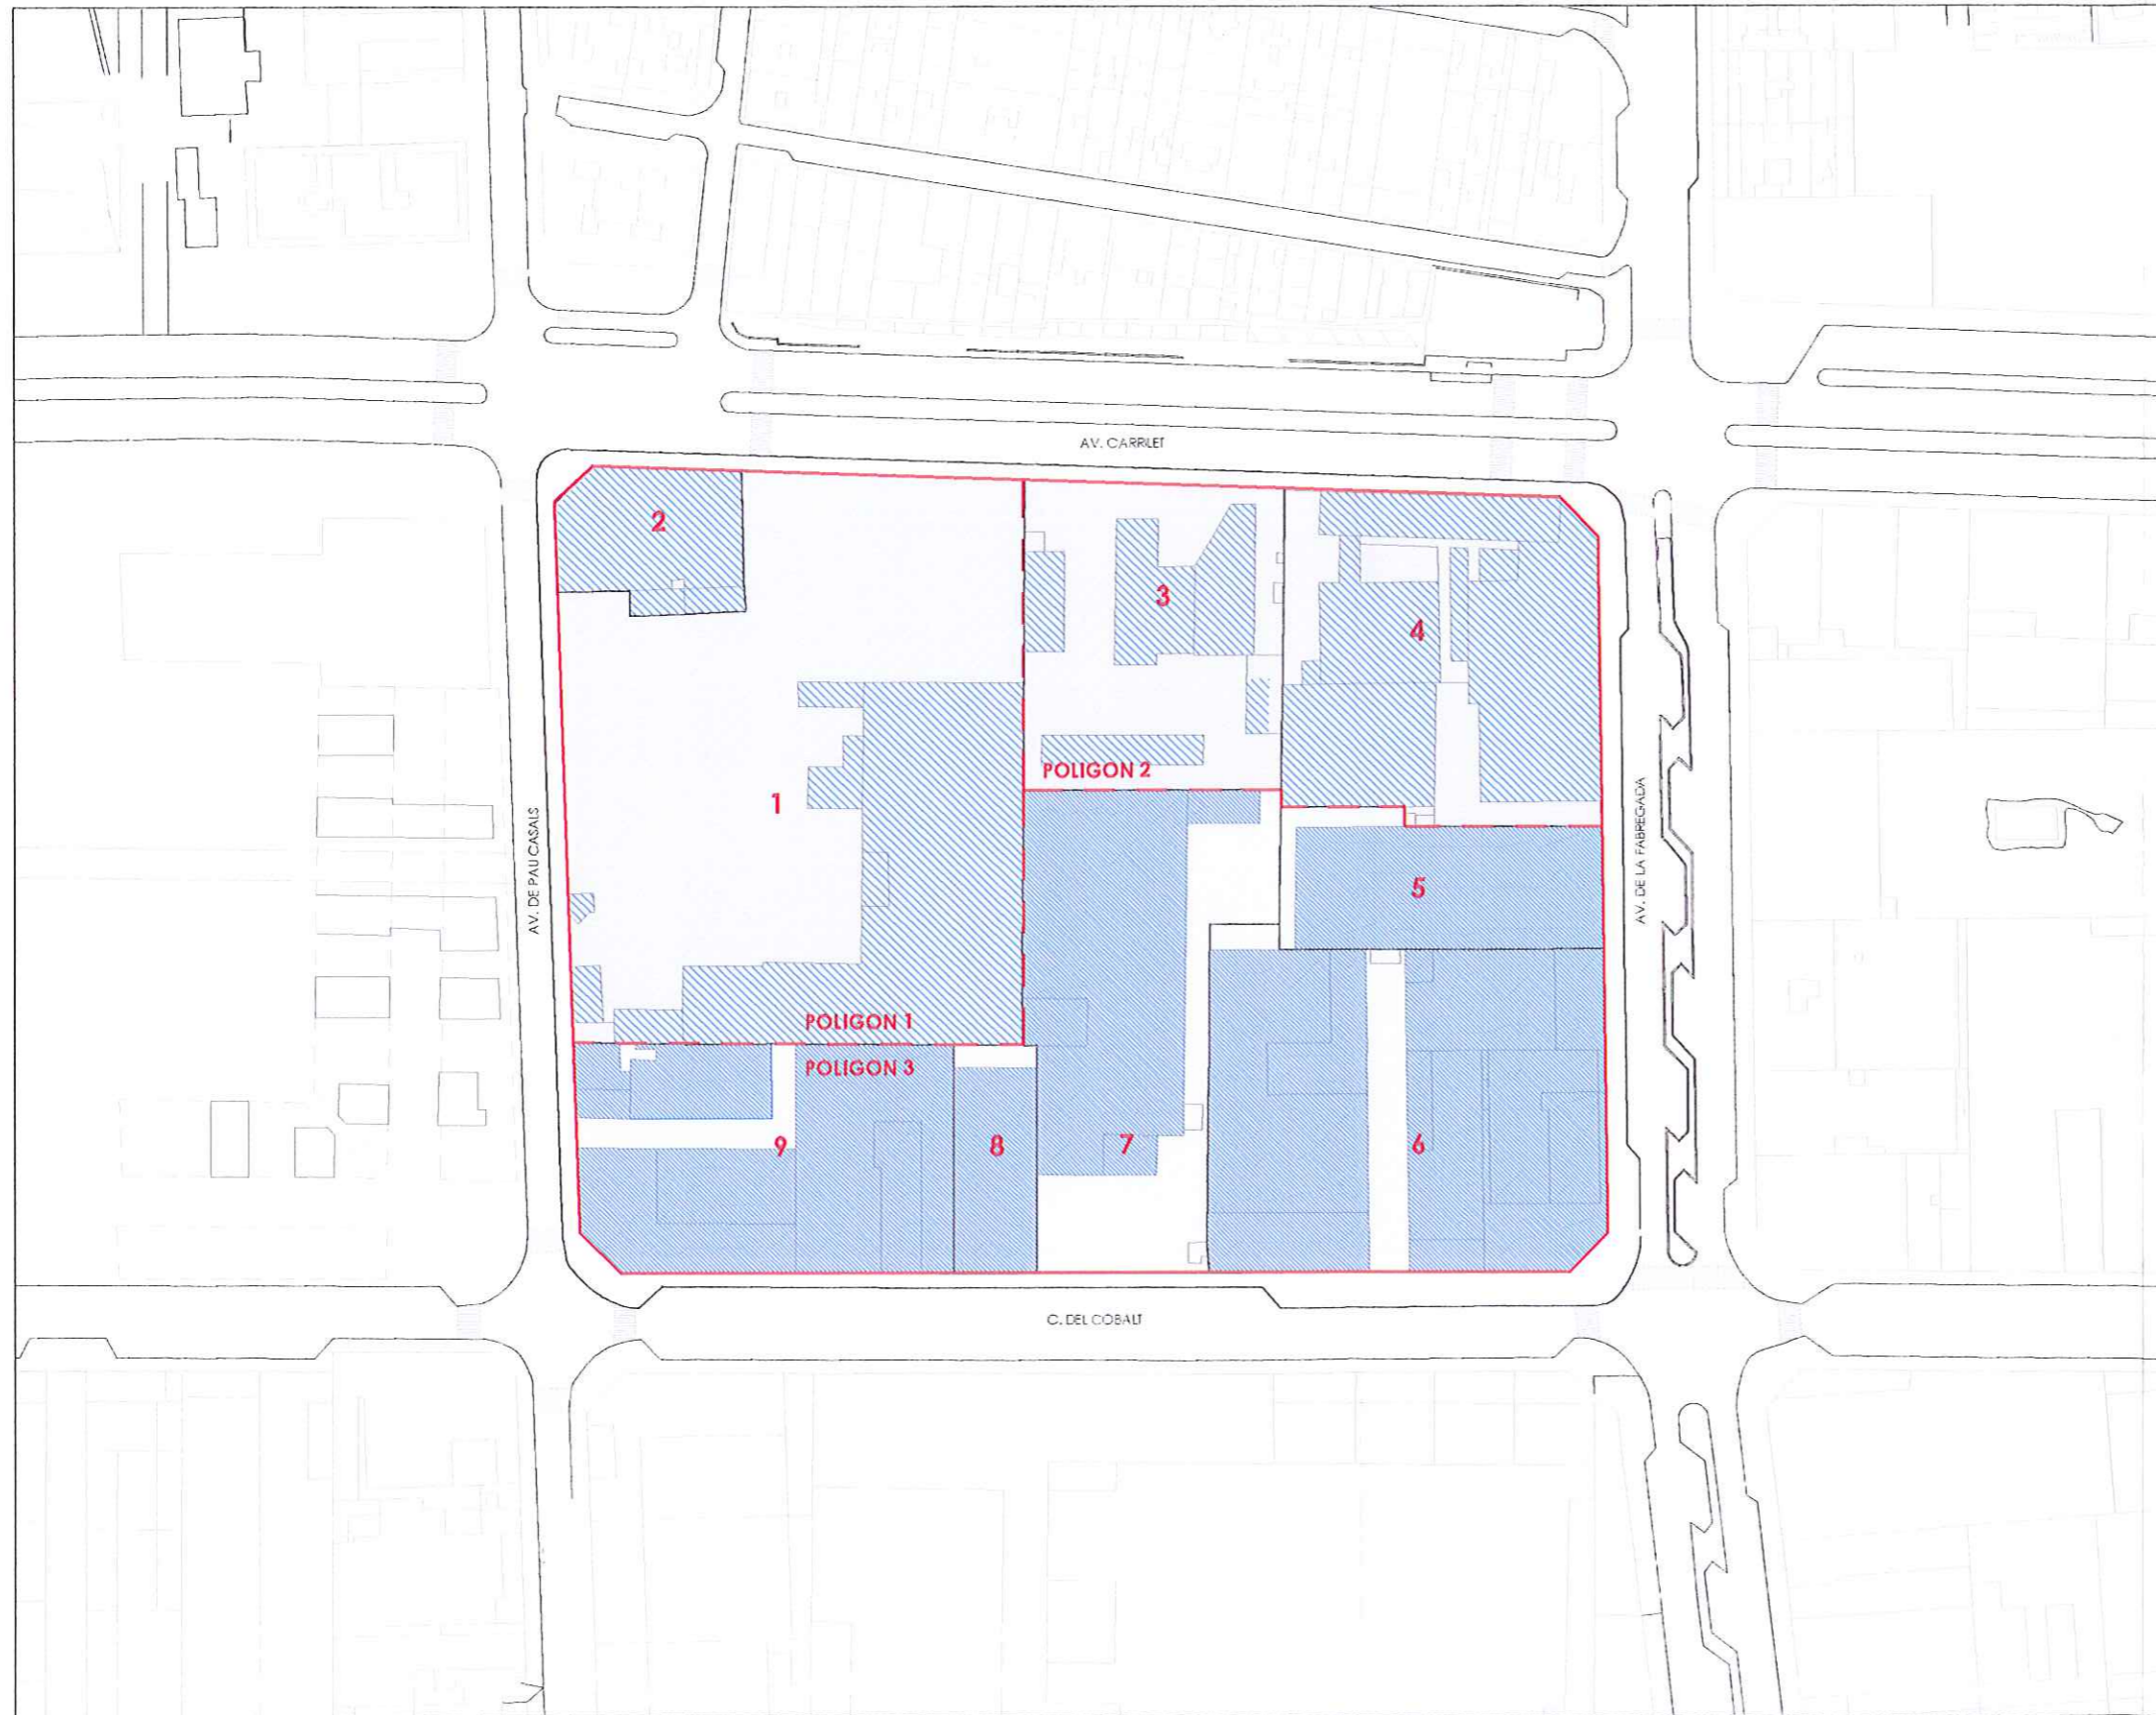 AV. CARRILET
2
3
4
POLIGON 2
1
AV. DE PAU CASALS
AV. DE LA FABREGADA
5
POLIGON 1
POLIGON 3
9
8
7
6
C. DEL COBALT